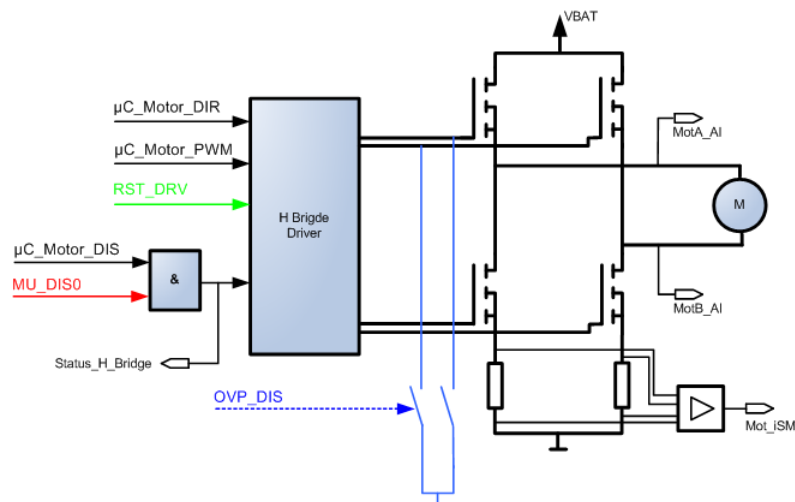 VBAT
µC_Motor_DIR
MotA_AI
µC_Motor_PWM
RST_DRV
M
H Brigde
Driver
µC_Motor_DIS
&
MU_DIS0
MotB_AI
Status_H_Bridge
OVP_DIS
Mot_iSM